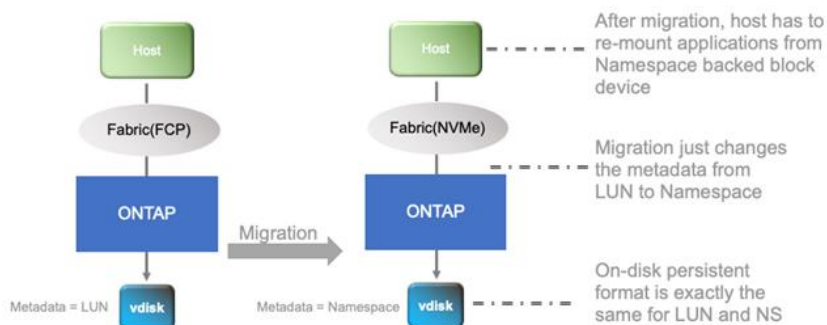 Host
Fabric(FCP)
ONTAP
Metadata = LUN
vdisk
Migration
Host
Fabric(NVMe)
ONTAP
Metadata = Namespace
vdisk
After migration, host has to
re-mount applications from
Namespace backed block
device
Migration just changes
the metadata from
LUN to Namespace
On-disk persistent
format is exactly the
same for LUN and NS